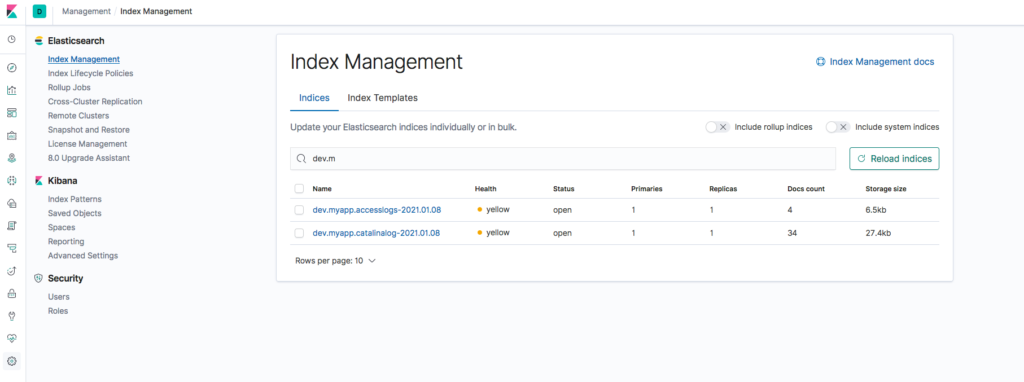 D Management / Index Management
Elasticsearch
Index Management
Index Lifecycle Policies
Rollup Jobs
Cross-Cluster Replication
Remote Clusters
Snapshot and Restore
License Management
8.0 Upgrade Assistant
Kibana
Index Patterns
Saved Objects
Spaces
Reporting
Advanced Settings
Security
Users
Roles
Index Management
Index Management docs
Indices Index Templates
Update your Elasticsearch indices individually or in bulk.
Include rollup indices Include system indices
dev.m
Reload indices
Name Health Status Primaries Replicas Docs count Storage size
dev.myapp.accesslogs-2021.01.08 yellow open 1 1 4 6.5kb
dev.myapp.catalinalog-2021.01.08 yellow open 1 1 34 27.4kb
Rows per page: 10